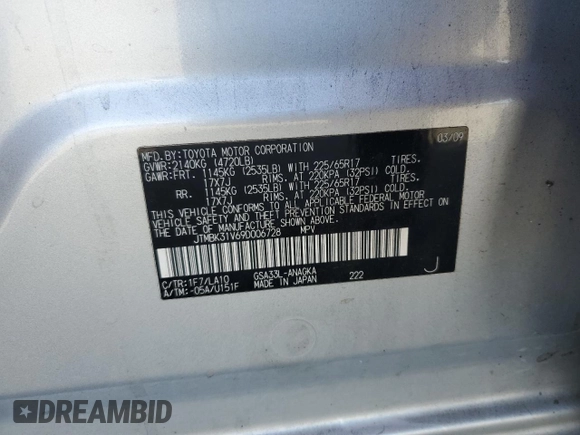 MFD.BY:TOYOTA MOTOR CORPORATION 03/09
GVWR:2140KG (4720LB)
GAWR:FRT. 1145KG (2535LB) WITH 225/65R17 TIRES.
17X7J RIMS. AT 220KPA (32PSI) COLD.
RR. 1145KG (2535LB) WITH 225/65R17 TIRES.
17X7J RIMS. AT 220KPA (32PSI) COLD.
THIS VEHICLE CONFORMS TO ALL APPLICABLE FEDERAL MOTOR
VEHICLE SAFETY AND THEFT PREVENTION STANDARDS IN EFFECT ON
THE DATE OF MANUFACTURE SHOWN ABOVE.
JTMBK31V69D006728 MPV
C/TR:1F7/LA10 GSA33L-ANAGKA 222 J
A/TM:-05A/U151F MADE IN JAPAN
DREAMBID